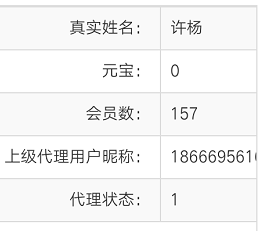 真实姓名： 许杨
元宝： 0
会员数： 157
上级代理用户昵称： 186669561
代理状态： 1